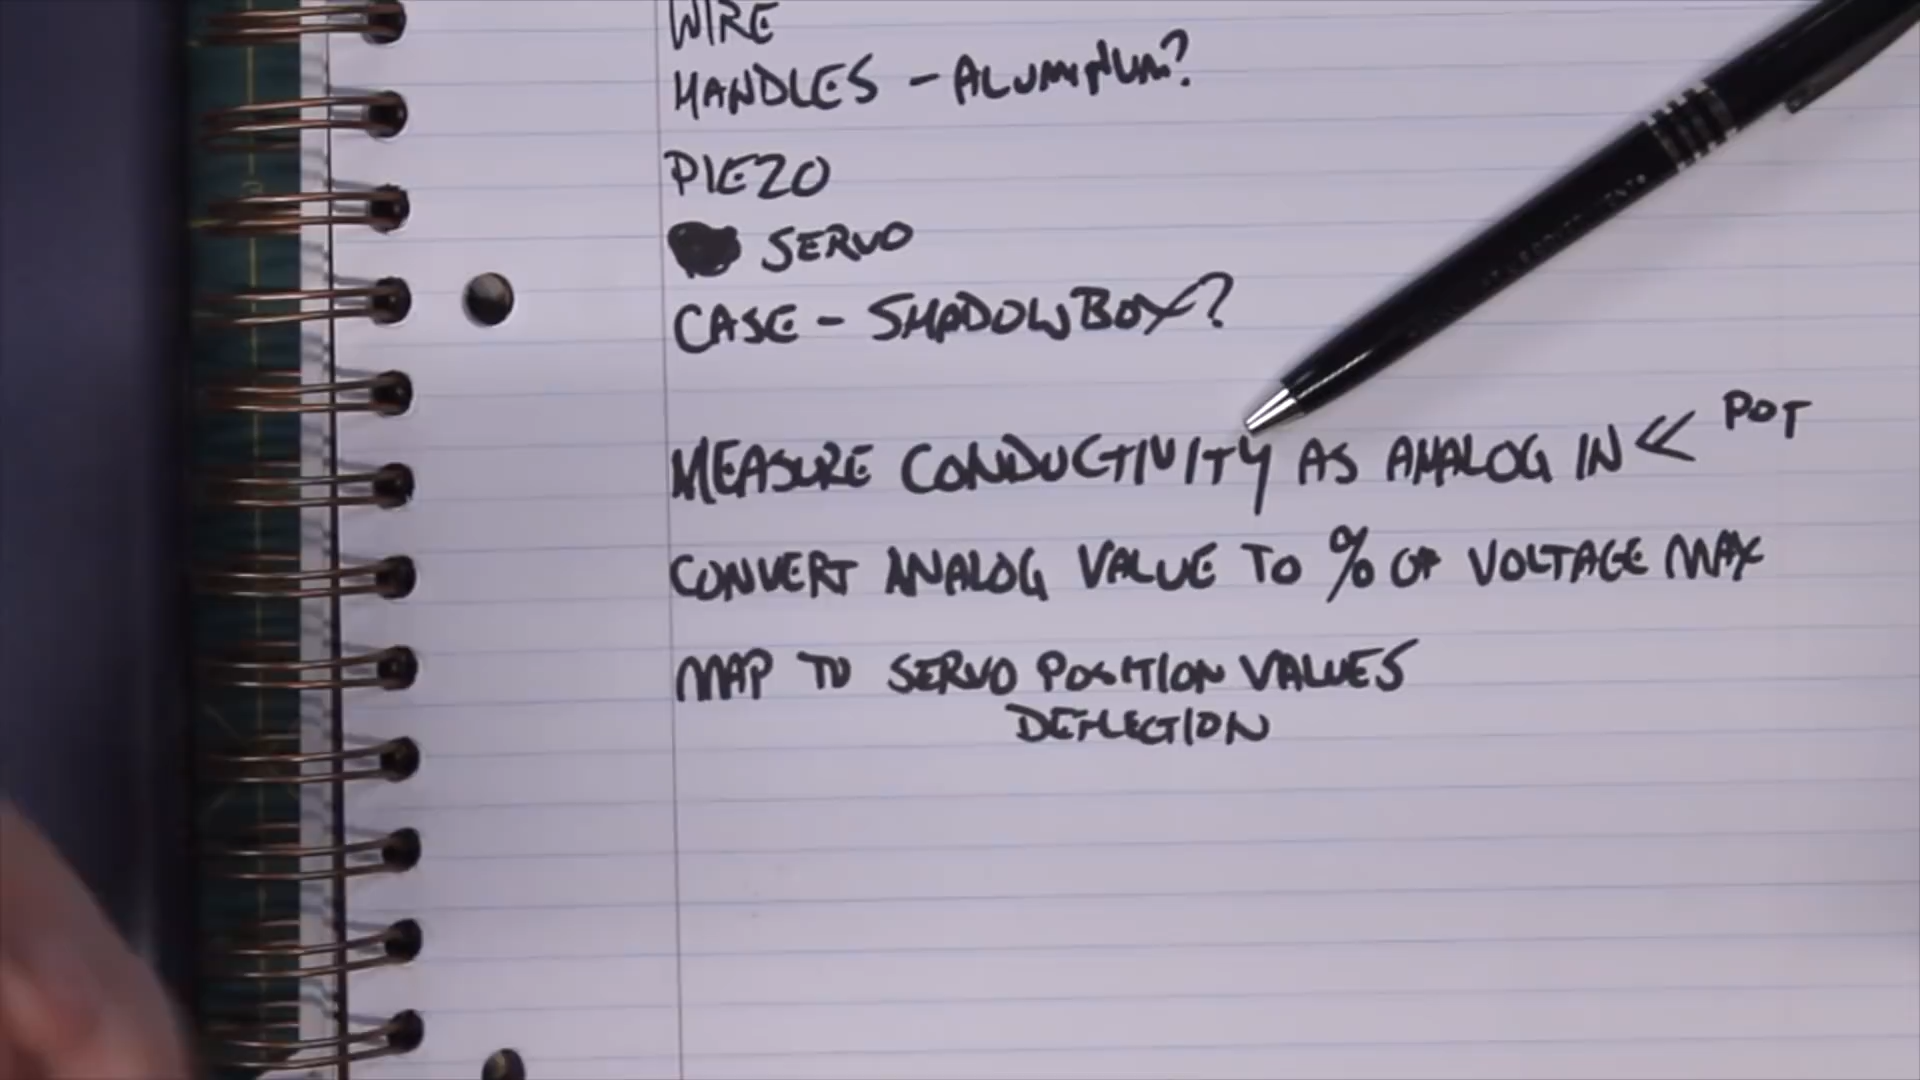 WIRE
HANDLES - ALUMINUM?
PIEZO
SERVO
CASE - SHADOWBOX?
MEASURE CONDUCTIVITY AS ANALOG IN << POT
CONVERT ANALOG VALUE TO % OF VOLTAGE MAX
MAP TO SERVO POSITION VALUES
DEFLECTION